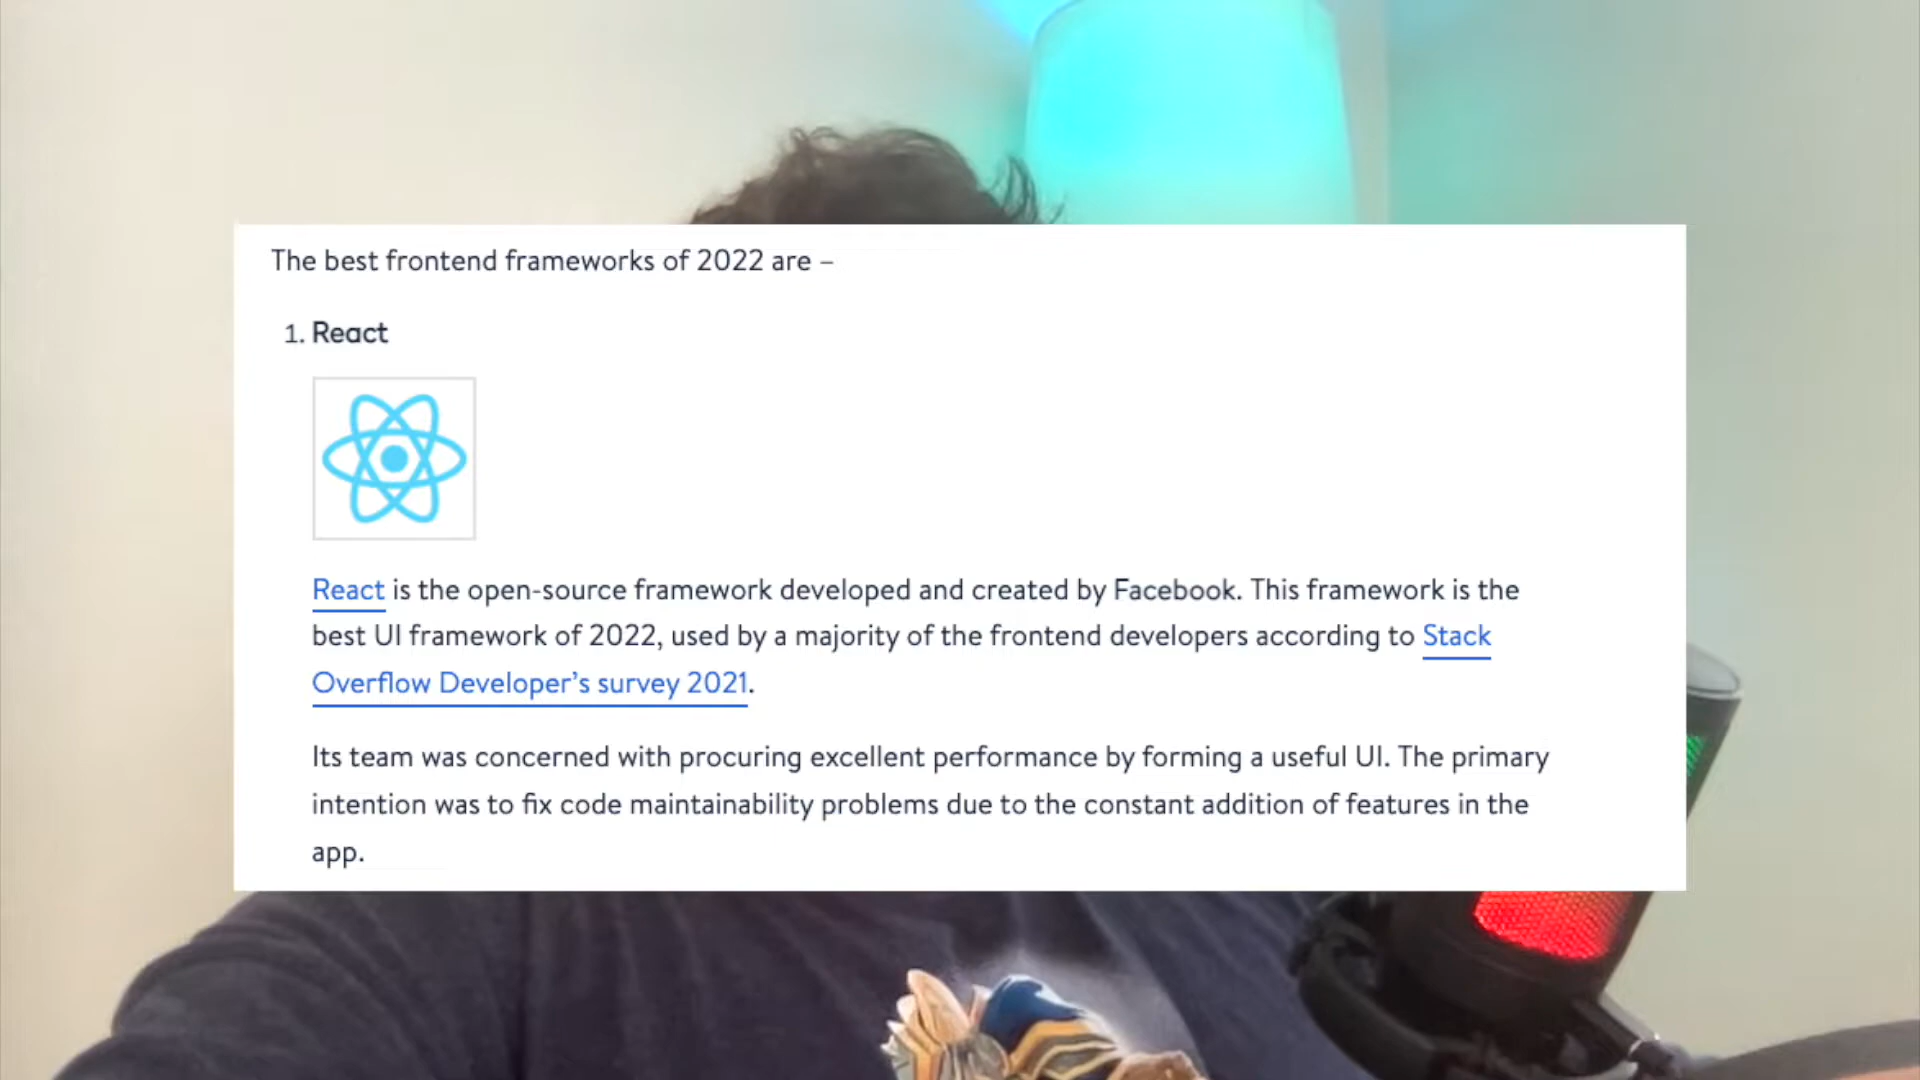 The best frontend frameworks of 2022 are –
1. React
React is the open-source framework developed and created by Facebook. This framework is the
best UI framework of 2022, used by a majority of the frontend developers according to Stack
Overflow Developer’s survey 2021.
Its team was concerned with procuring excellent performance by forming a useful UI. The primary
intention was to fix code maintainability problems due to the constant addition of features in the
app.